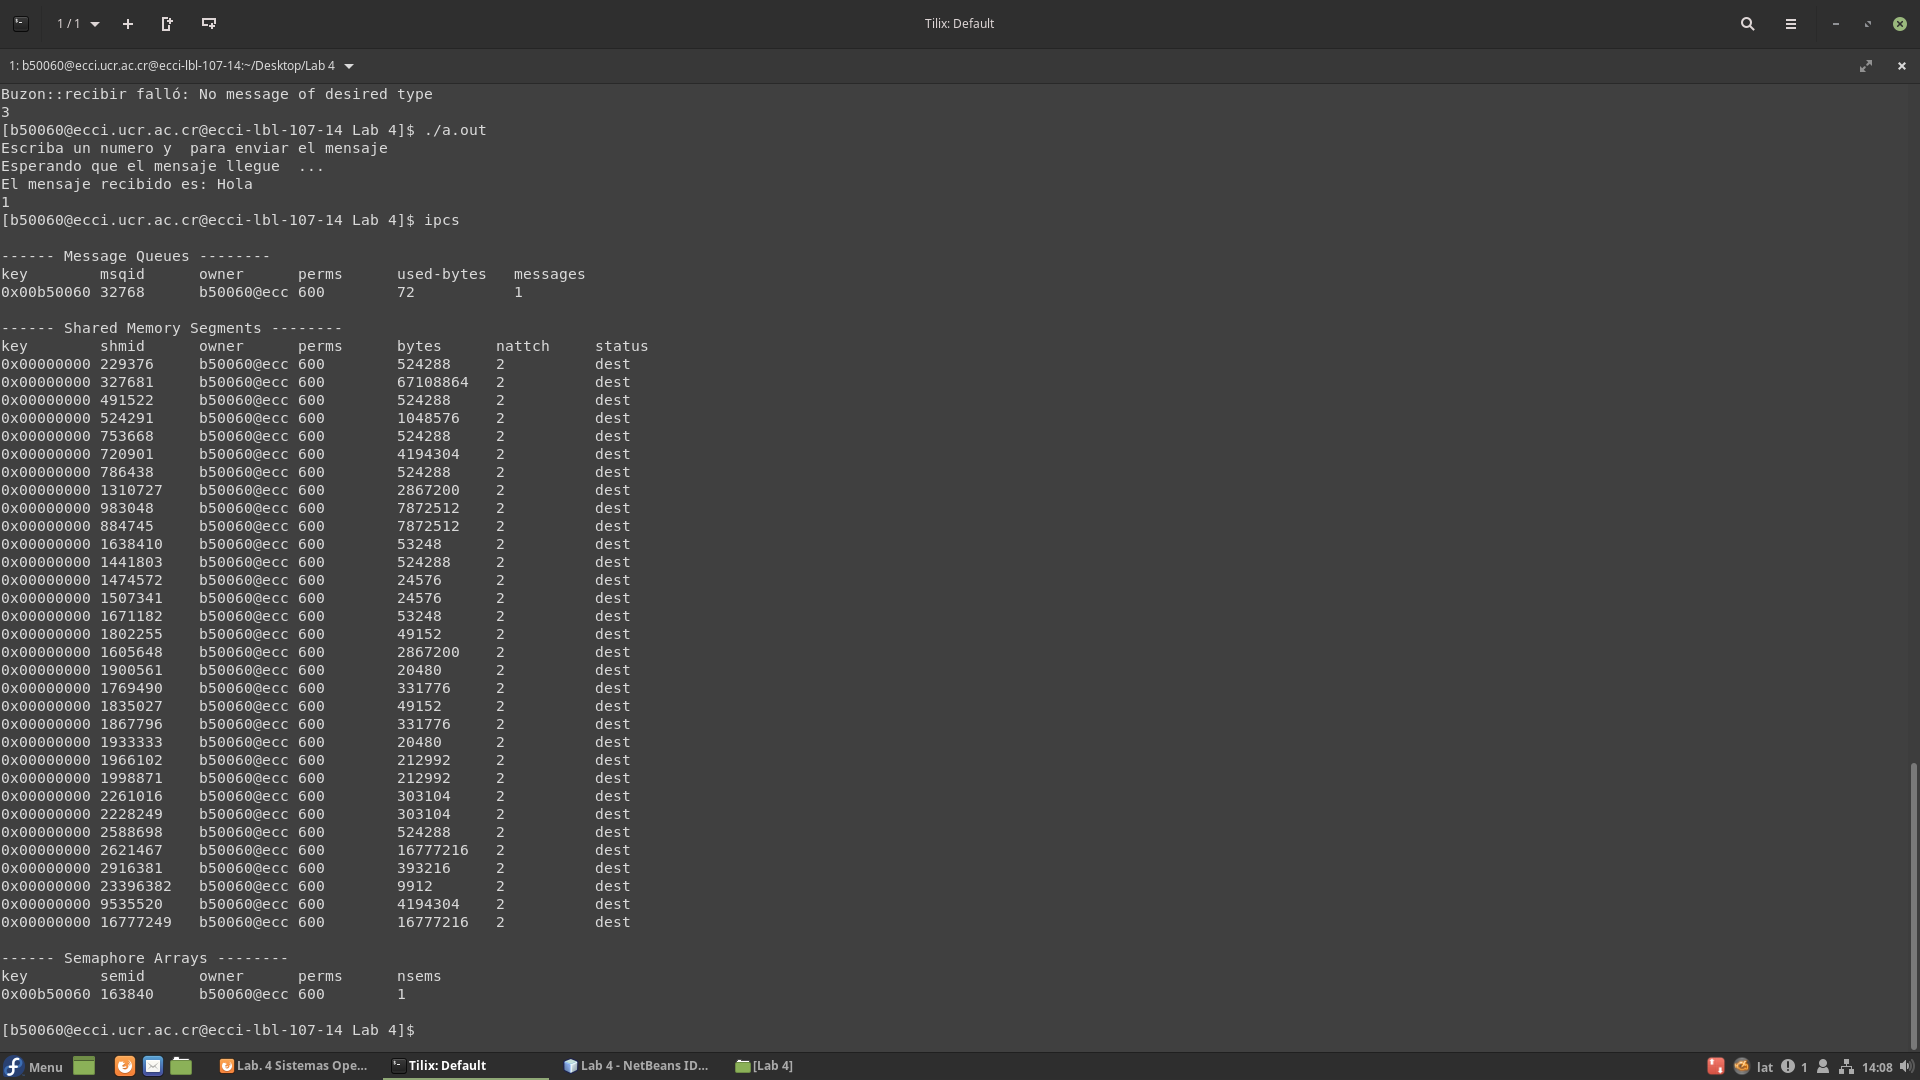 1 / 1
Tilix: Default
1: b50060@ecci.ucr.ac.cr@ecci-lbl-107-14:~/Desktop/Lab 4
Buzon::recibir falló: No message of desired type
3
[b50060@ecci.ucr.ac.cr@ecci-lbl-107-14 Lab 4]$ ./a.out
Escriba un numero y  para enviar el mensaje
Esperando que el mensaje llegue  ...
El mensaje recibido es: Hola
1
[b50060@ecci.ucr.ac.cr@ecci-lbl-107-14 Lab 4]$ ipcs
------ Message Queues --------
key        msqid      owner      perms      used-bytes   messages
0x00b50060 32768      b50060@ecc 600        72           1
------ Shared Memory Segments --------
key        shmid      owner      perms      bytes      nattch     status
0x00000000 229376     b50060@ecc 600        524288     2          dest
0x00000000 327681     b50060@ecc 600        67108864   2          dest
0x00000000 491522     b50060@ecc 600        524288     2          dest
0x00000000 524291     b50060@ecc 600        1048576    2          dest
0x00000000 753668     b50060@ecc 600        524288     2          dest
0x00000000 720901     b50060@ecc 600        4194304    2          dest
0x00000000 786438     b50060@ecc 600        524288     2          dest
0x00000000 1310727    b50060@ecc 600        2867200    2          dest
0x00000000 983048     b50060@ecc 600        7872512    2          dest
0x00000000 884745     b50060@ecc 600        7872512    2          dest
0x00000000 1638410    b50060@ecc 600        53248      2          dest
0x00000000 1441803    b50060@ecc 600        524288     2          dest
0x00000000 1474572    b50060@ecc 600        24576      2          dest
0x00000000 1507341    b50060@ecc 600        24576      2          dest
0x00000000 1671182    b50060@ecc 600        53248      2          dest
0x00000000 1802255    b50060@ecc 600        49152      2          dest
0x00000000 1605648    b50060@ecc 600        2867200    2          dest
0x00000000 1900561    b50060@ecc 600        20480      2          dest
0x00000000 1769490    b50060@ecc 600        331776     2          dest
0x00000000 1835027    b50060@ecc 600        49152      2          dest
0x00000000 1867796    b50060@ecc 600        331776     2          dest
0x00000000 1933333    b50060@ecc 600        20480      2          dest
0x00000000 1966102    b50060@ecc 600        212992     2          dest
0x00000000 1998871    b50060@ecc 600        212992     2          dest
0x00000000 2261016    b50060@ecc 600        303104     2          dest
0x00000000 2228249    b50060@ecc 600        303104     2          dest
0x00000000 2588698    b50060@ecc 600        524288     2          dest
0x00000000 2621467    b50060@ecc 600        16777216   2          dest
0x00000000 2916381    b50060@ecc 600        393216     2          dest
0x00000000 23396382   b50060@ecc 600        9912       2          dest
0x00000000 9535520    b50060@ecc 600        4194304    2          dest
0x00000000 16777249   b50060@ecc 600        16777216   2          dest
------ Semaphore Arrays --------
key        semid      owner      perms      nsems
0x00b50060 163840     b50060@ecc 600        1
[b50060@ecci.ucr.ac.cr@ecci-lbl-107-14 Lab 4]$
Menu Lab. 4 Sistemas Ope... Tilix: Default Lab 4 - NetBeans ID... [Lab 4] lat 1 14:08